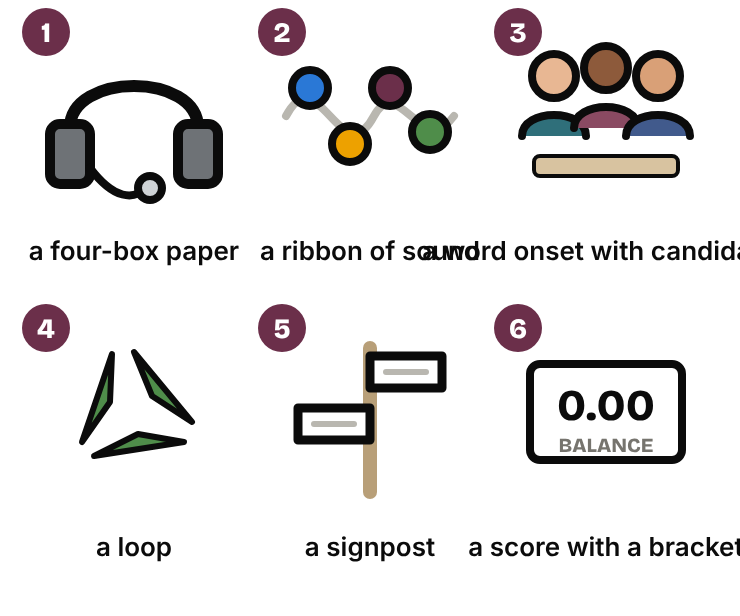 1
2
3
a four-box paper
a ribbon of sound
a word onset with candida
4
5
6
0.00
BALANCE
a loop
a signpost
a score with a bracket